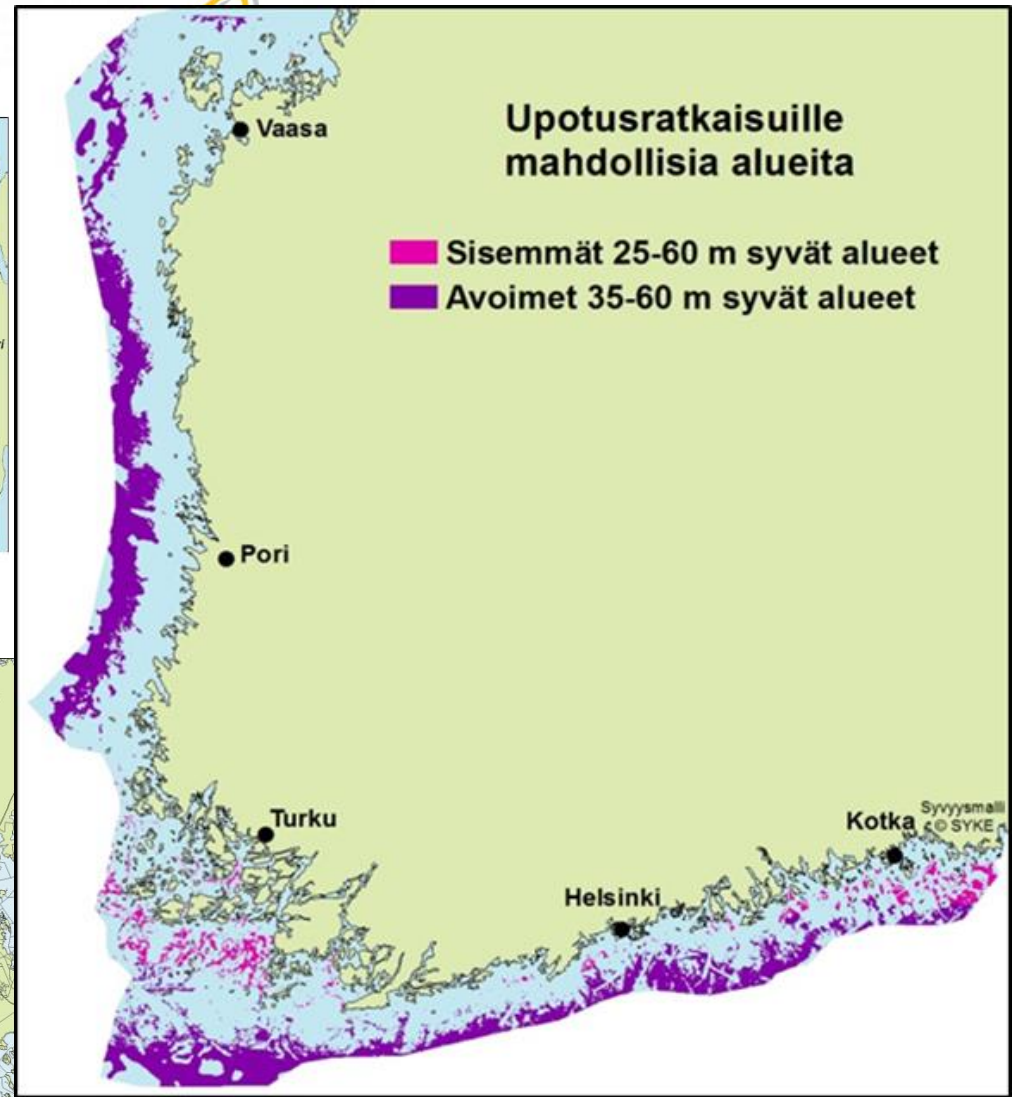 Vaasa
Upotusratkaisuille
mahdollisia alueita
Sisemmät 25-60 m syvät alueet
Avoimet 35-60 m syvät alueet
Pori
Turku
Kotka
Syvyysmalli
© SYKE
Helsinki